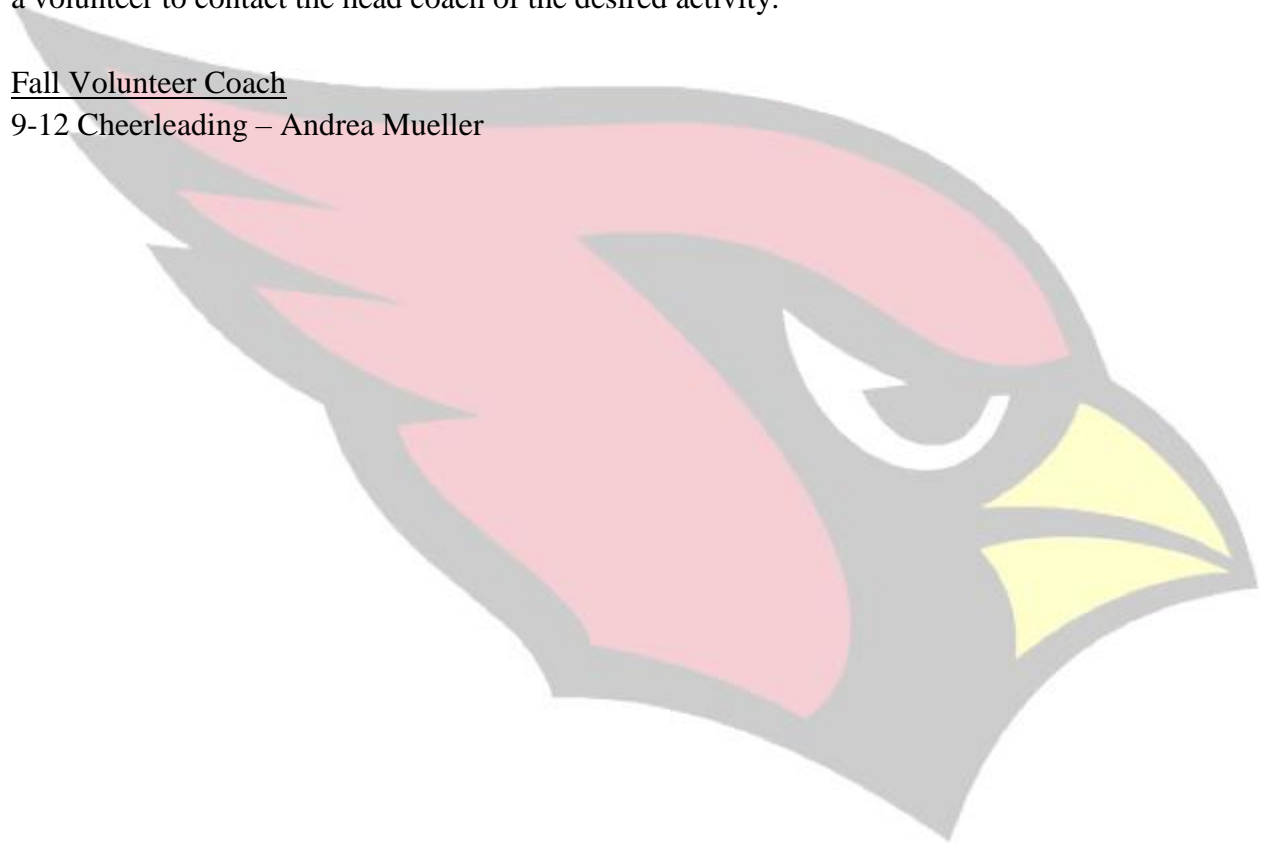 a volunteer to contact the head coach of the desired activity.
Fall Volunteer Coach
9-12 Cheerleading – Andrea Mueller